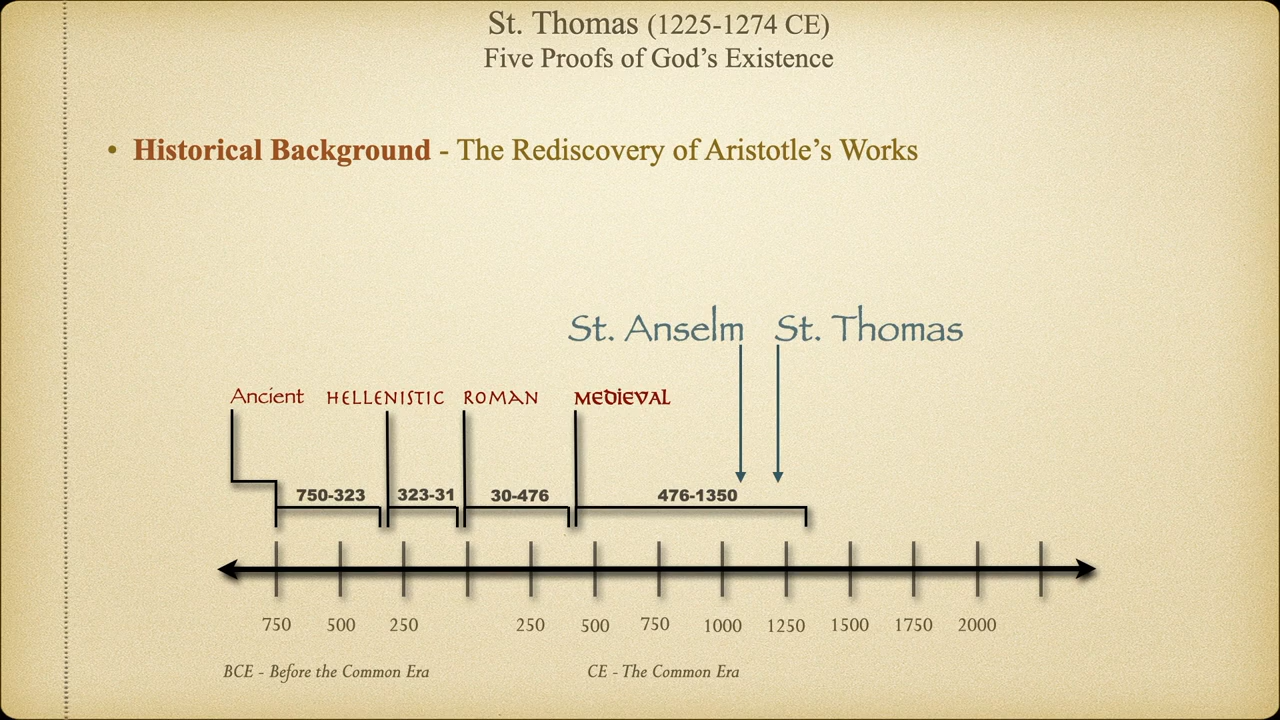 St. Thomas (1225-1274 CE)
Five Proofs of God's Existence
• Historical Background - The Rediscovery of Aristotle's Works
St. Anselm St. Thomas
Ancient HELLENISTIC ROMAN MEDIEVAL
750-323 323-31 30-476 476-1350
750 500 250 250 500 750 1000 1250 1500 1750 2000
BCE - Before the Common Era CE - The Common Era